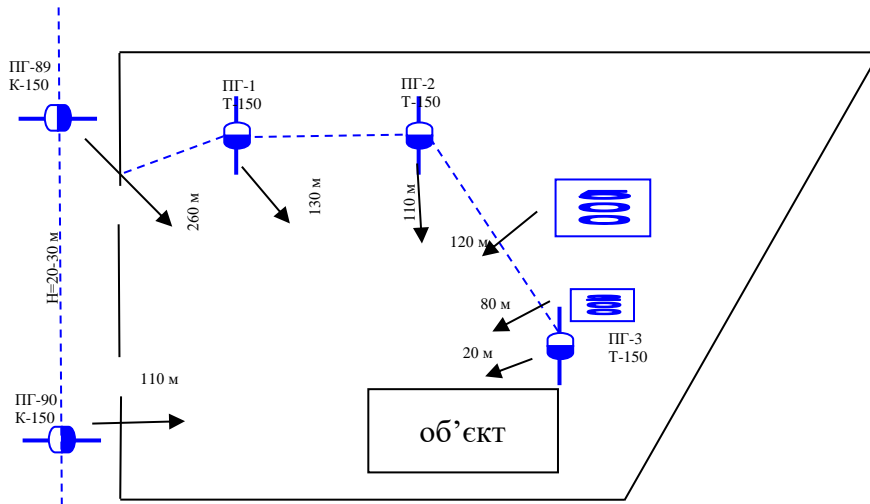 ПГ-89
К-150
ПГ-1
Т-150
ПГ-2
Т-150
260 м
130 м
110 м
120 м
Н=20-30 м
80 м
20 м
ПГ-3
Т-150
110 м
ПГ-90
К-150
об’єкт